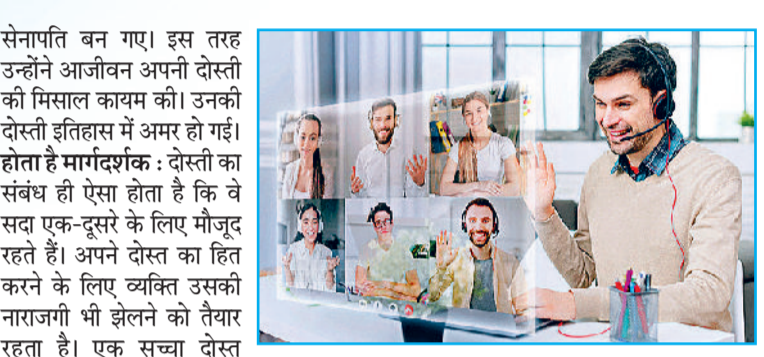 सेनापति बन गए। इस तरह
उन्होंने आजीवन अपनी दोस्ती
की मिसाल कायम की। उनकी
दोस्ती इतिहास में अमर हो गई।
होता है मार्गदर्शक : दोस्ती का
संबंध ही ऐसा होता है कि वे
सदा एक-दूसरे के लिए मौजूद
रहते हैं। अपने दोस्त का हित
करने के लिए व्यक्ति उसकी
नाराजगी भी झेलने को तैयार
रहता है। एक सच्चा दोस्त